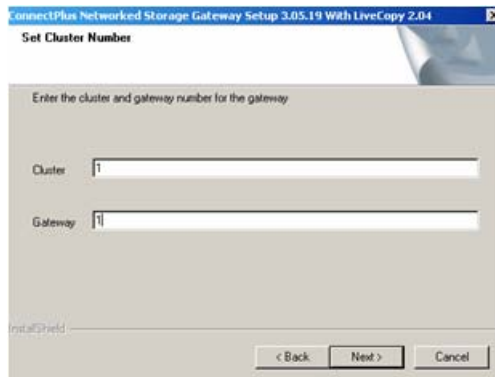 ConnectPlus Networked Storage Gateway Setup 3.05.19 With LiveCopy 2.04
Set Cluster Number
Enter the cluster and gateway number for the gateway
Cluster 1
Gateway 1
InstallShield
< Back Next > Cancel